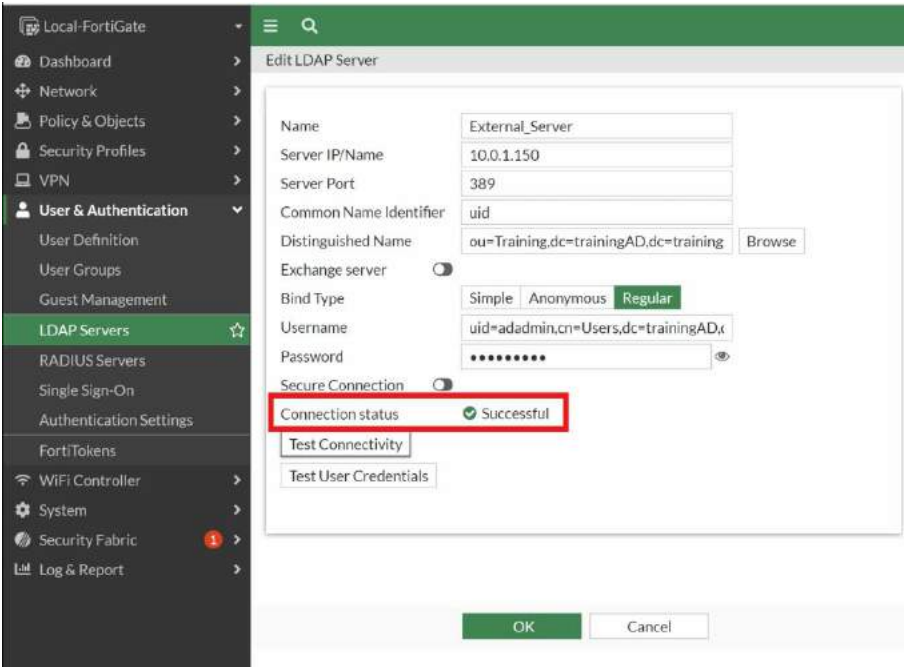 Local-FortiGate
Dashboard
Network
Policy & Objects
Security Profiles
VPN
User & Authentication
User Definition
User Groups
Guest Management
LDAP Servers
RADIUS Servers
Single Sign-On
Authentication Settings
FortiTokens
WiFi Controller
System
Security Fabric 1
Log & Report
Edit LDAP Server
Name External_Server
Server IP/Name 10.0.1.150
Server Port 389
Common Name Identifier uid
Distinguished Name ou=Training,dc=trainingAD,dc=training Browse
Exchange server
Bind Type Simple Anonymous Regular
Username uid=adadmin,cn=Users,dc=trainingAD,
Password •••••••••
Secure Connection
Connection status Successful
Test Connectivity
Test User Credentials
OK Cancel